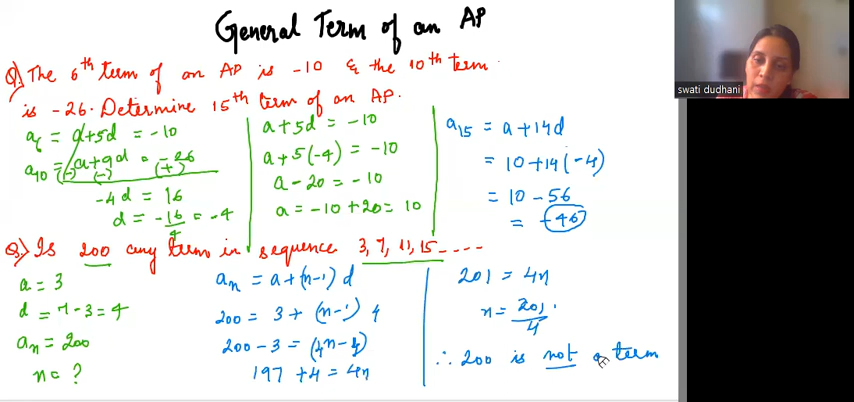 General Term of an AP
swati dudhani
Q.) The 6th term of an AP is -10 & the 10th term
is -26. Determine 15th term of an AP.
a6 = a+5d = -10
a10 = a+9d = -26
(-) (-) (+)
-4d = 16
d = -16/4 = -4
a+5d = -10
a+5(-4) = -10
a-20 = -10
a = -10+20 = 10
a15 = a+14d
= 10+14(-4)
= 10-56
= -46
Q.) Is 200 any term in sequence 3, 7, 11, 15 - - - -
a = 3
d = 7-3 = 4
an = 200
n = ?
an = a+(n-1)d
200 = 3+(n-1)4
200-3 = (4n-4)
197 + 4 = 4n
201 = 4n
n = 201/4
∴ 200 is not a term